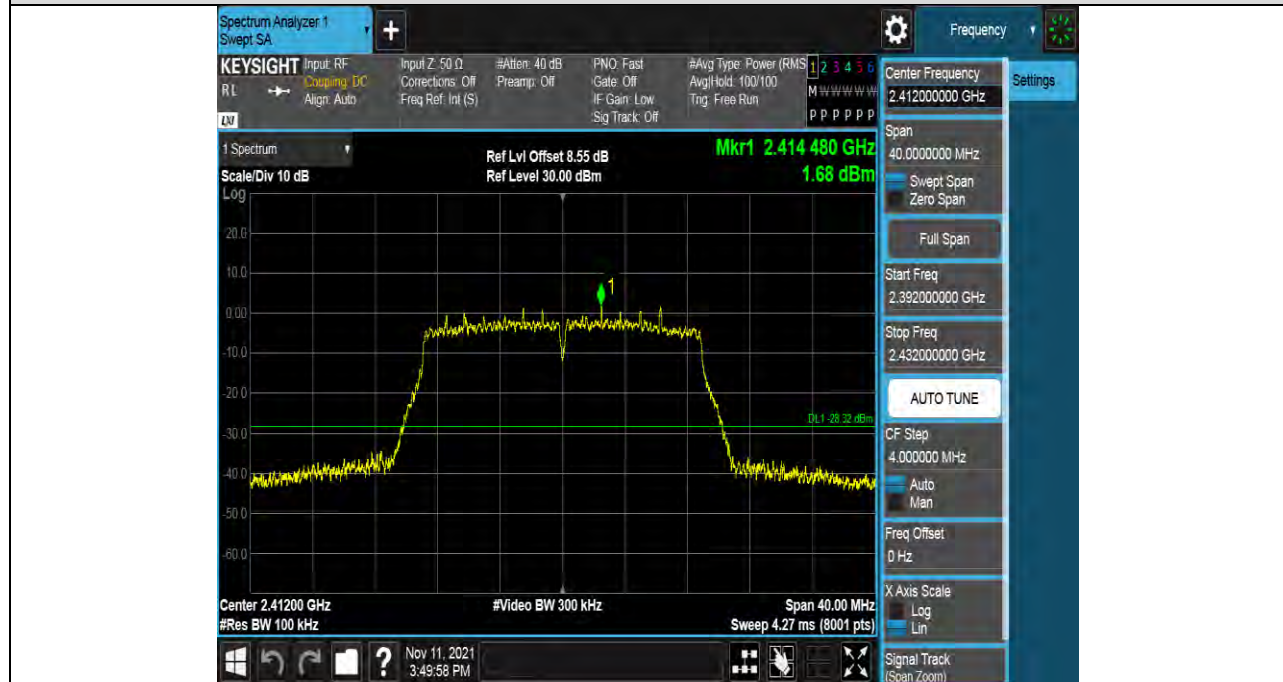 Spectrum Analyzer 1
Swept SA
+
Frequency
KEYSIGHT
R L
LXI
Input: RF
Coupling: DC
Align: Auto
Input Z: 50 Ω
Corrections: Off
Freq Ref: Int (S)
#Atten: 40 dB
Preamp: Off
PNO: Fast
Gate: Off
IF Gain: Low
Sig Track: Off
#Avg Type: Power (RMS
Avg|Hold: 100/100
Trig: Free Run
1 2 3 4 5 6
M W W W W W
P P P P P P
1 Spectrum
Scale/Div 10 dB
Log
Ref Lvl Offset 8.55 dB
Ref Level 30.00 dBm
Mkr1 2.414 480 GHz
1.68 dBm
20.0
10.0
0.00
-10.0
-20.0
-30.0
-40.0
-50.0
-60.0
1
DL1 -28.32 dBm
Center 2.41200 GHz
#Res BW 100 kHz
#Video BW 300 kHz
Span 40.00 MHz
Sweep 4.27 ms (8001 pts)
?
Nov 11, 2021
3:49:58 PM
Center Frequency
2.412000000 GHz
Settings
Span
40.0000000 MHz
Swept Span
Zero Span
Full Span
Start Freq
2.392000000 GHz
Stop Freq
2.432000000 GHz
AUTO TUNE
CF Step
4.000000 MHz
Auto
Man
Freq Offset
0 Hz
X Axis Scale
Log
Lin
Signal Track
(Span Zoom)